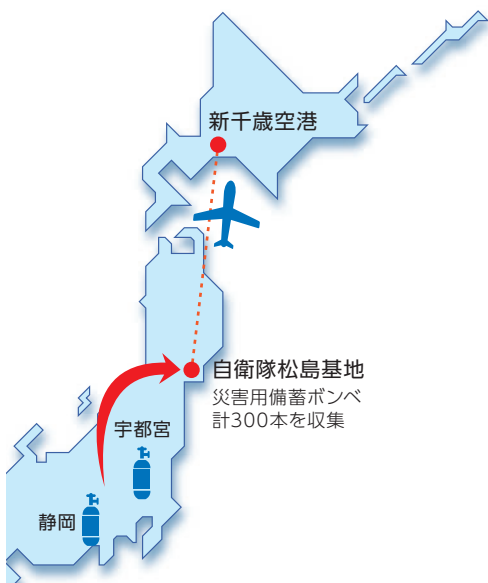 新千歳空港
自衛隊松島基地
災害用備蓄ボンベ
計300本を収集
宇都宮
静岡